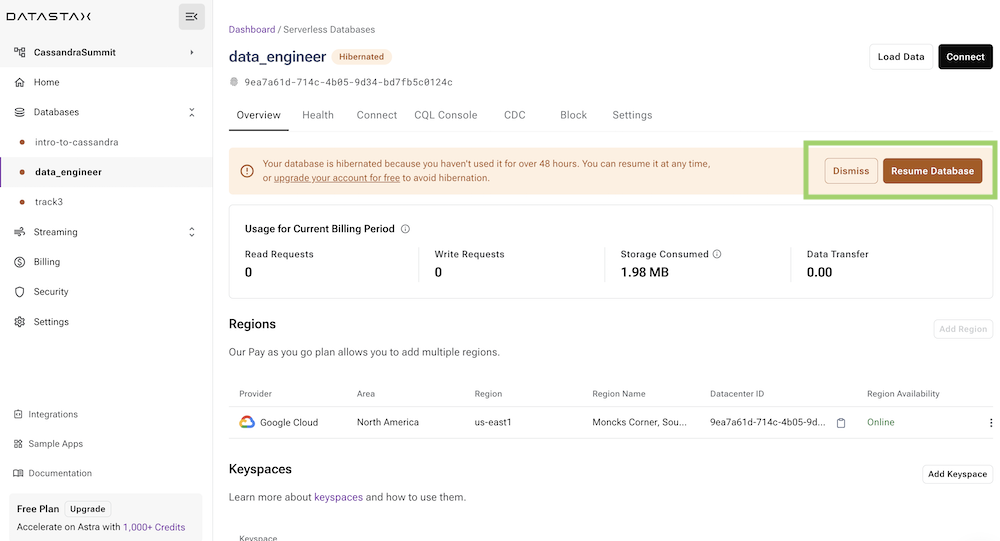 DATASTAX
CassandraSummit
Home
Databases
intro-to-cassandra
data_engineer
track3
Streaming
Billing
Security
Settings
Integrations
Sample Apps
Documentation
Free Plan Upgrade
Accelerate on Astra with 1,000+ Credits
Dashboard / Serverless Databases
data_engineer Hibernated
Load Data Connect
9ea7a61d-714c-4b05-9d34-bd7fb5c0124c
Overview Health Connect CQL Console CDC Block Settings
Your database is hibernated because you haven't used it for over 48 hours. You can resume it at any time,
or upgrade your account for free to avoid hibernation.
Dismiss Resume Database
Usage for Current Billing Period
Read Requests Write Requests Storage Consumed Data Transfer
0 0 1.98 MB 0.00
Regions
Add Region
Our Pay as you go plan allows you to add multiple regions.
Provider Area Region Region Name Datacenter ID Region Availability
Google Cloud North America us-east1 Moncks Corner, Sou... 9ea7a61d-714c-4b05-9d... Online
Keyspaces
Add Keyspace
Learn more about keyspaces and how to use them.
Keyspace